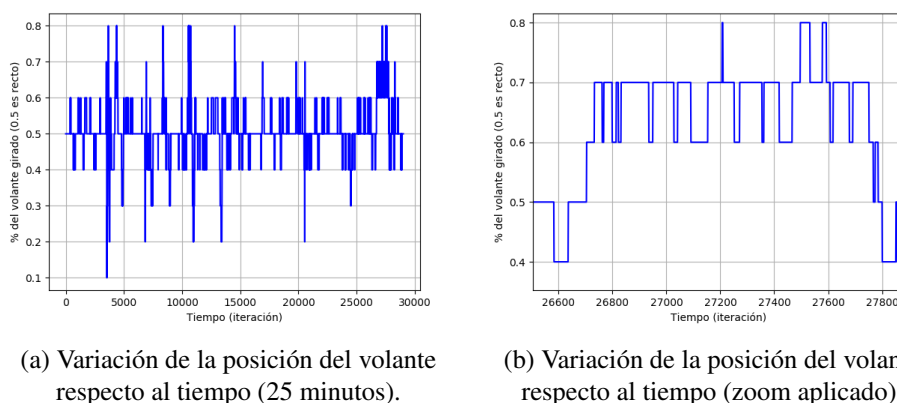 0.8
0.7
0.6
0.5
0.4
0.3
0.2
0.1
% del volante girado (0.5 es recto)
0 5000 10000 15000 20000 25000 30000
Tiempo (iteración)
(a) Variación de la posición del volante
respecto al tiempo (25 minutos).
0.8
0.7
0.6
0.5
0.4
% del volante girado (0.5 es recto)
26600 26800 27000 27200 27400 27600 27800
Tiempo (iteración)
(b) Variación de la posición del volan
respecto al tiempo (zoom aplicado)